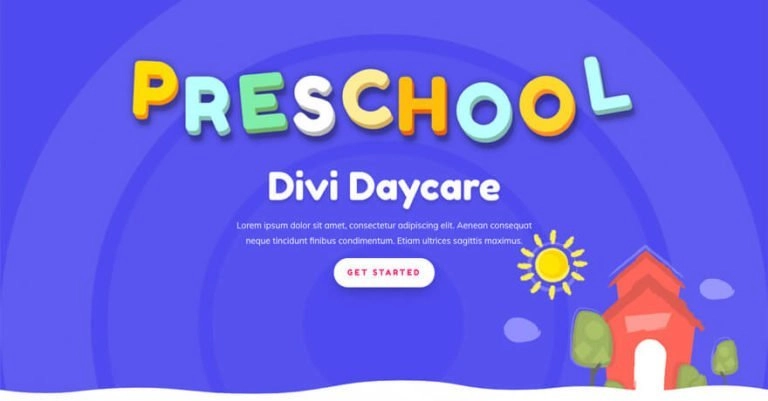 PRESCHOOL
Divi Daycare
Lorem ipsum dolor sit amet, consectetur adipiscing elit. Aenean consequat
neque tincidunt finibus condimentum. Etiam ultrices sagittis maximus.
GET STARTED